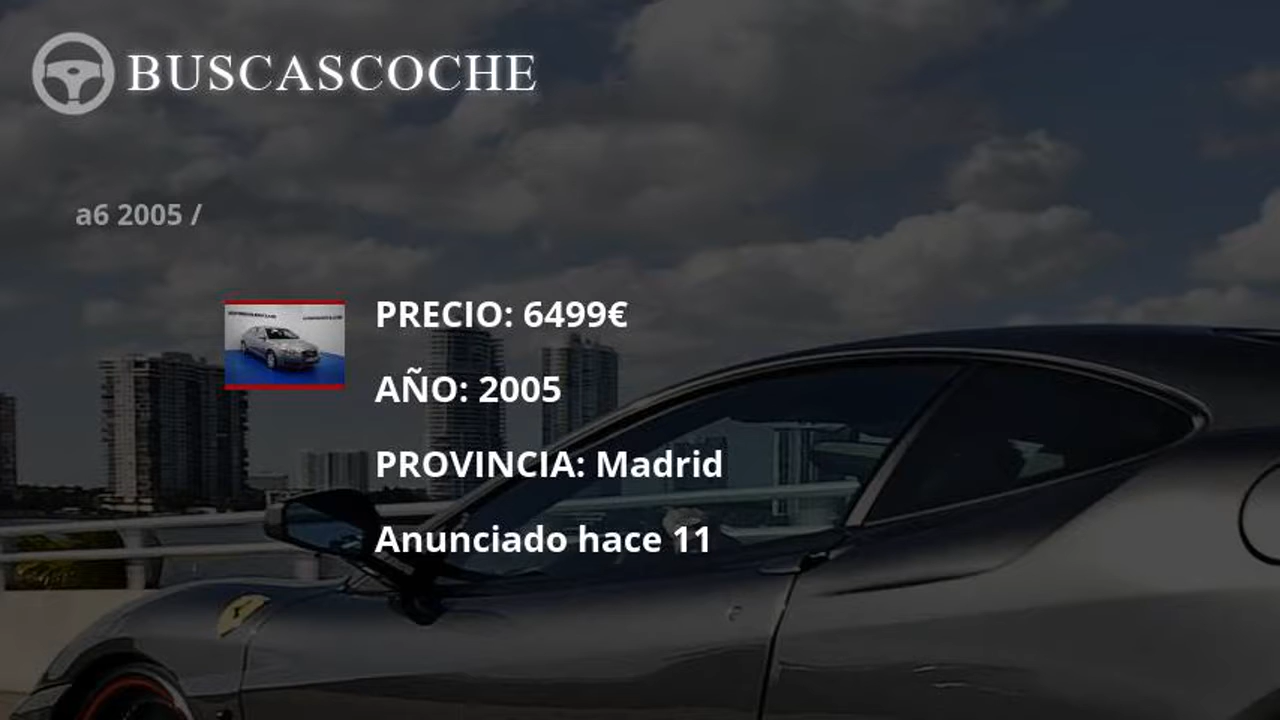 BUSCASCOCHE
a6 2005 /
PRECIO: 6499€
AÑO: 2005
PROVINCIA: Madrid
Anunciado hace 11